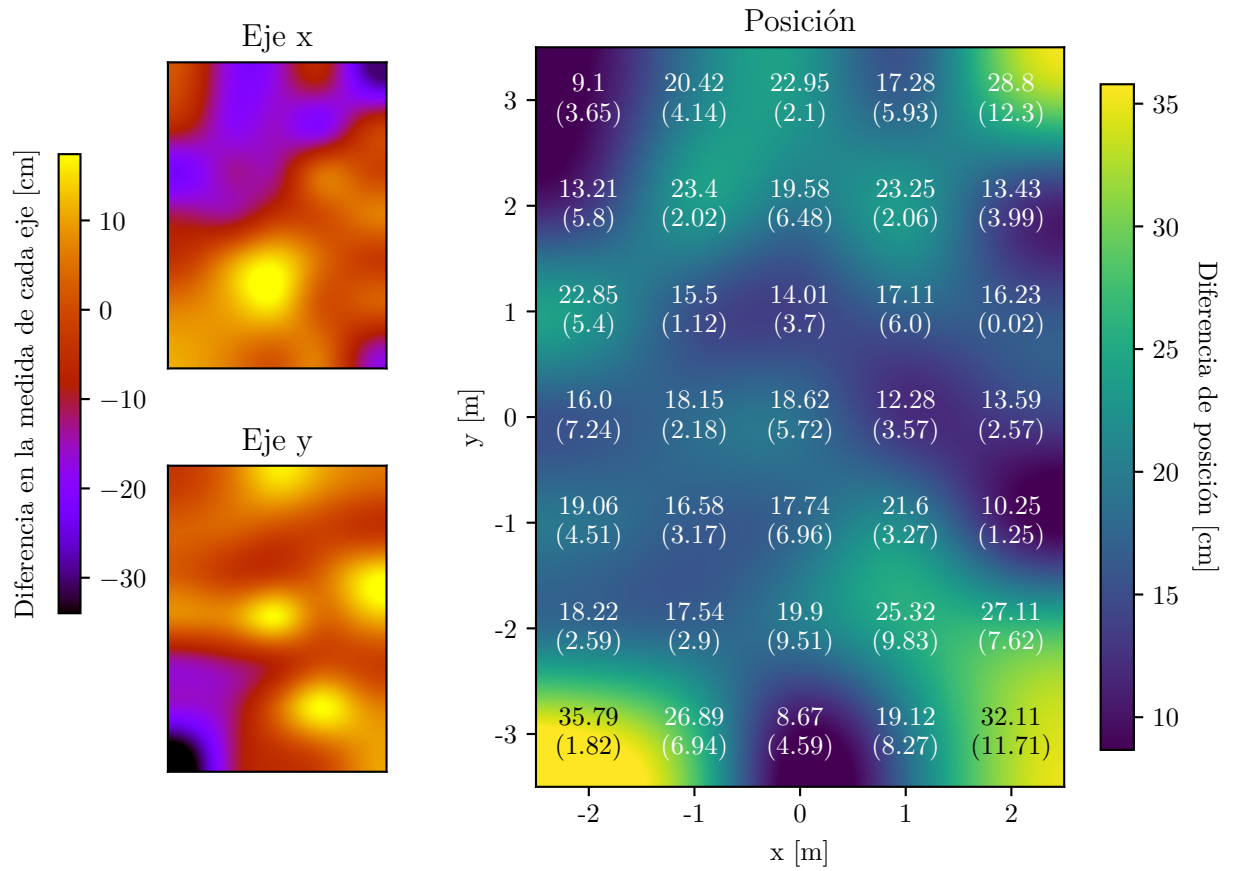 Eje x
Diferencia en la medida de cada eje [cm]
10
0
−10
−20
−30
Eje y
Posición
3
2
1
0
-1
-2
-3
y [m]
9.1 20.42 22.95 17.28 28.8
(3.65) (4.14) (2.1) (5.93) (12.3)
13.21 23.4 19.58 23.25 13.43
(5.8) (2.02) (6.48) (2.06) (3.99)
22.85 15.5 14.01 17.11 16.23
(5.4) (1.12) (3.7) (6.0) (0.02)
16.0 18.15 18.62 12.28 13.59
(7.24) (2.18) (5.72) (3.57) (2.57)
19.06 16.58 17.74 21.6 10.25
(4.51) (3.17) (6.96) (3.27) (1.25)
18.22 17.54 19.9 25.32 27.11
(2.59) (2.9) (9.51) (9.83) (7.62)
35.79 26.89 8.67 19.12 32.11
(1.82) (6.94) (4.59) (8.27) (11.71)
-2 -1 0 1 2
x [m]
35
30
25
20
15
10
Diferencia de posición [cm]